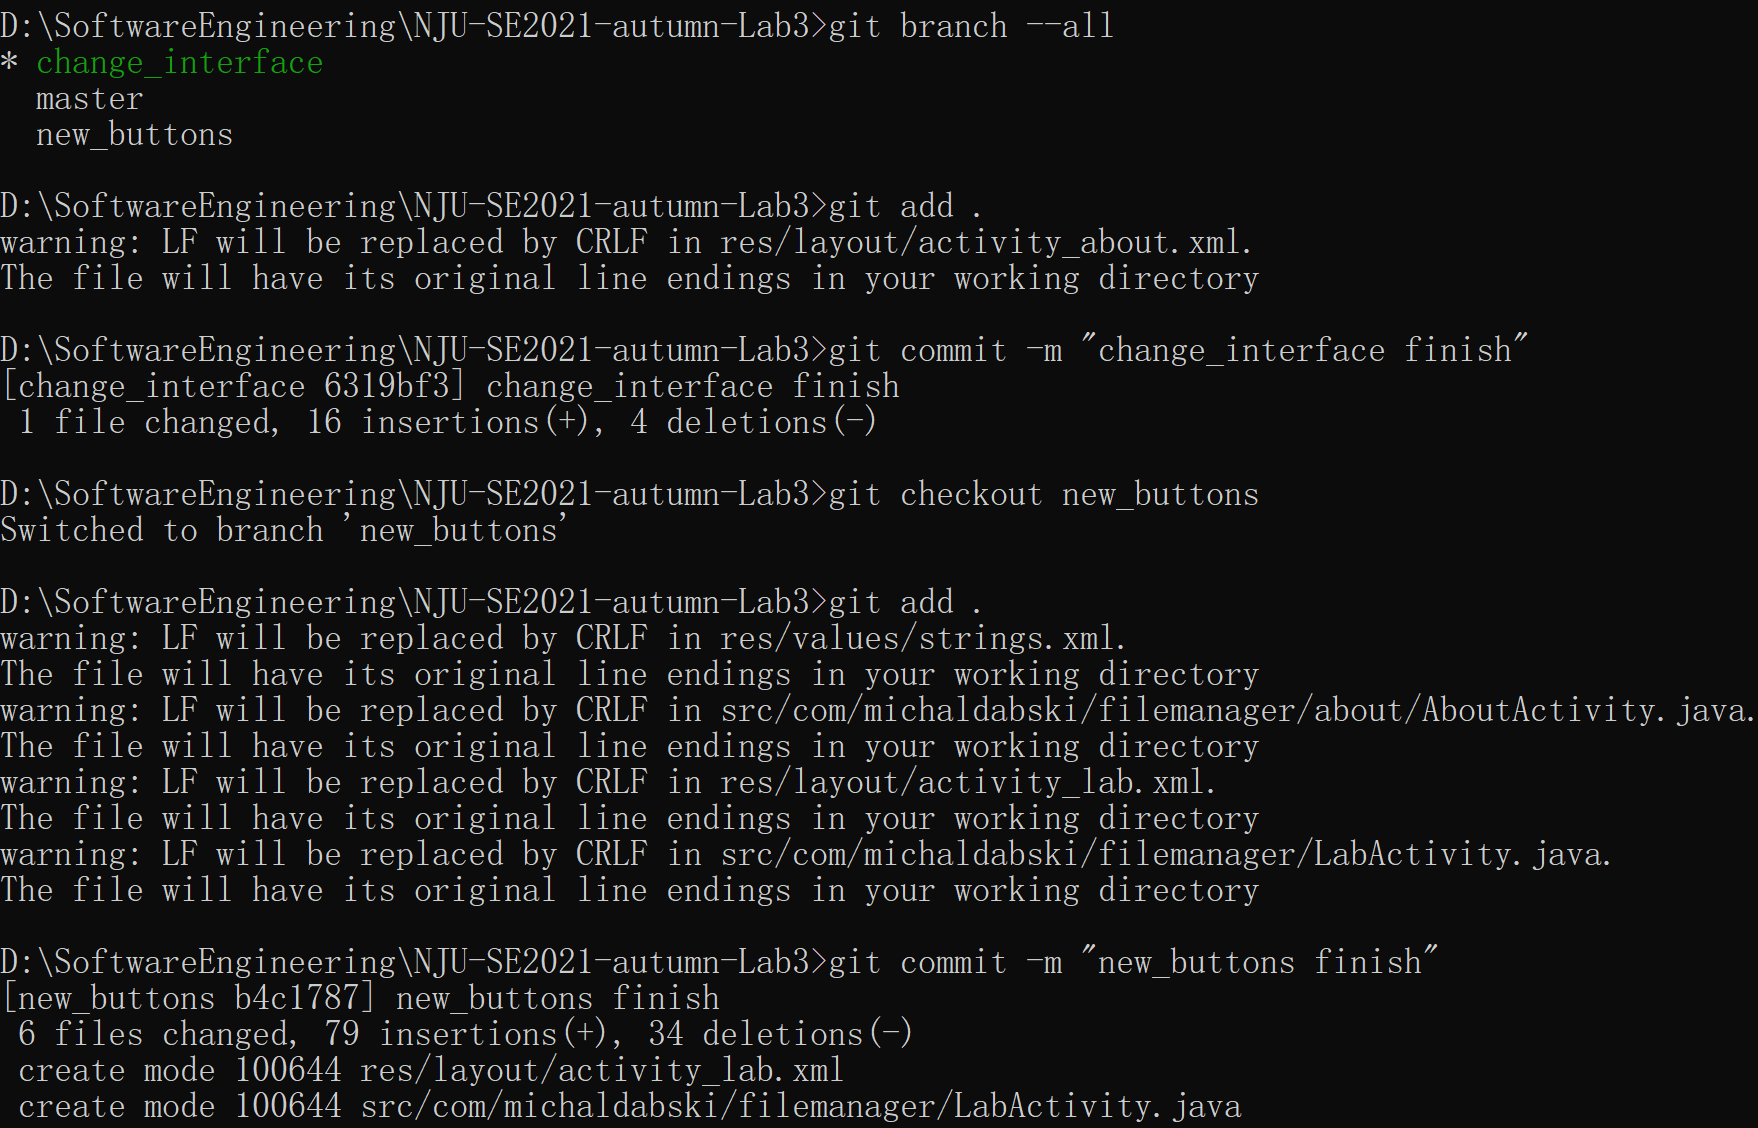 D:\SoftwareEngineering\NJU-SE2021-autumn-Lab3>git branch --all
* change_interface
  master
  new_buttons
D:\SoftwareEngineering\NJU-SE2021-autumn-Lab3>git add .
warning: LF will be replaced by CRLF in res/layout/activity_about.xml.
The file will have its original line endings in your working directory
D:\SoftwareEngineering\NJU-SE2021-autumn-Lab3>git commit -m "change_interface finish"
[change_interface 6319bf3] change_interface finish
 1 file changed, 16 insertions(+), 4 deletions(-)
D:\SoftwareEngineering\NJU-SE2021-autumn-Lab3>git checkout new_buttons
Switched to branch 'new_buttons'
D:\SoftwareEngineering\NJU-SE2021-autumn-Lab3>git add .
warning: LF will be replaced by CRLF in res/values/strings.xml.
The file will have its original line endings in your working directory
warning: LF will be replaced by CRLF in src/com/michaldabski/filemanager/about/AboutActivity.java.
The file will have its original line endings in your working directory
warning: LF will be replaced by CRLF in res/layout/activity_lab.xml.
The file will have its original line endings in your working directory
warning: LF will be replaced by CRLF in src/com/michaldabski/filemanager/LabActivity.java.
The file will have its original line endings in your working directory
D:\SoftwareEngineering\NJU-SE2021-autumn-Lab3>git commit -m "new_buttons finish"
[new_buttons b4c1787] new_buttons finish
 6 files changed, 79 insertions(+), 34 deletions(-)
 create mode 100644 res/layout/activity_lab.xml
 create mode 100644 src/com/michaldabski/filemanager/LabActivity.java